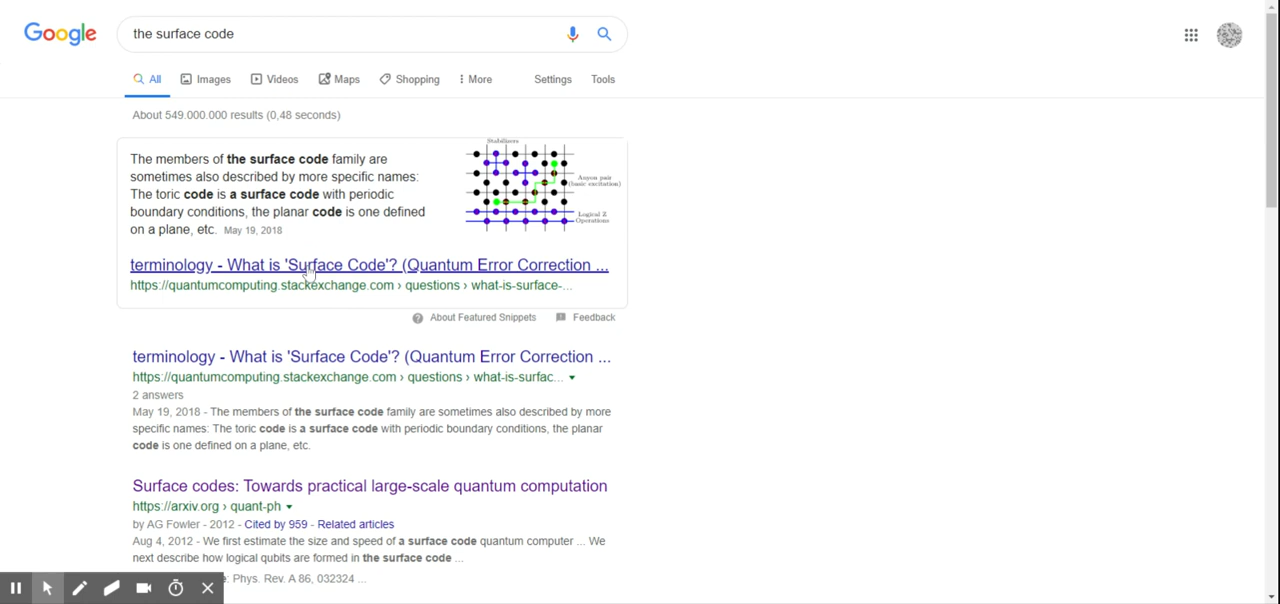 Google
the surface code
All
Images
Videos
Maps
Shopping
More
Settings
Tools
About 549.000.000 results (0,48 seconds)
The members of the surface code family are
sometimes also described by more specific names:
The toric code is a surface code with periodic
boundary conditions, the planar code is one defined
on a plane, etc. May 19, 2018
Stabilizers
Anyon pair
(basic excitation)
Logical Z
Operations
terminology - What is 'Surface Code'? (Quantum Error Correction ...
https://quantumcomputing.stackexchange.com › questions › what-is-surface-...
About Featured Snippets
Feedback
terminology - What is 'Surface Code'? (Quantum Error Correction ...
https://quantumcomputing.stackexchange.com › questions › what-is-surfac...
2 answers
May 19, 2018 - The members of the surface code family are sometimes also described by more
specific names: The toric code is a surface code with periodic boundary conditions, the planar
code is one defined on a plane, etc.
Surface codes: Towards practical large-scale quantum computation
https://arxiv.org › quant-ph
by AG Fowler - 2012 - Cited by 959 - Related articles
Aug 4, 2012 - We first estimate the size and speed of a surface code quantum computer ... We
next describe how logical qubits are formed in the surface code ...
: Phys. Rev. A 86, 032324 ...